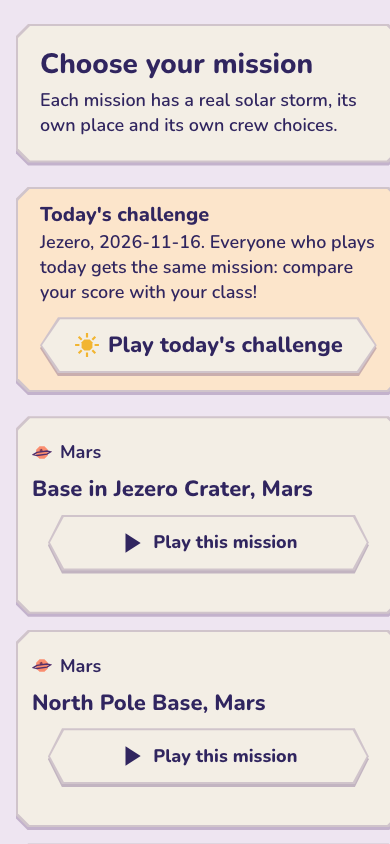 Choose your mission
Each mission has a real solar storm, its
own place and its own crew choices.
Today's challenge
Jezero, 2026-11-16. Everyone who plays
today gets the same mission: compare
your score with your class!
Play today's challenge
Mars
Base in Jezero Crater, Mars
Play this mission
Mars
North Pole Base, Mars
Play this mission